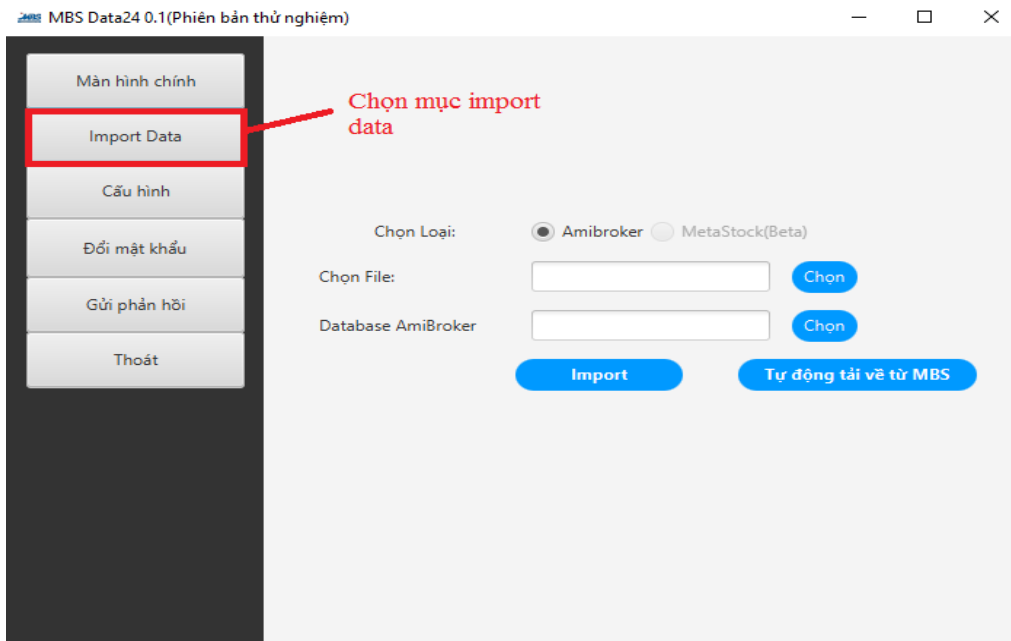 MBS MBS Data24 0.1(Phiên bản thử nghiệm)
Màn hình chính
Import Data
Cấu hình
Đổi mật khẩu
Gửi phản hồi
Thoát
Chọn mục import
data
Chọn Loại: Amibroker MetaStock(Beta)
Chọn File: Chọn
Database AmiBroker Chọn
Import Tự động tải về từ MBS